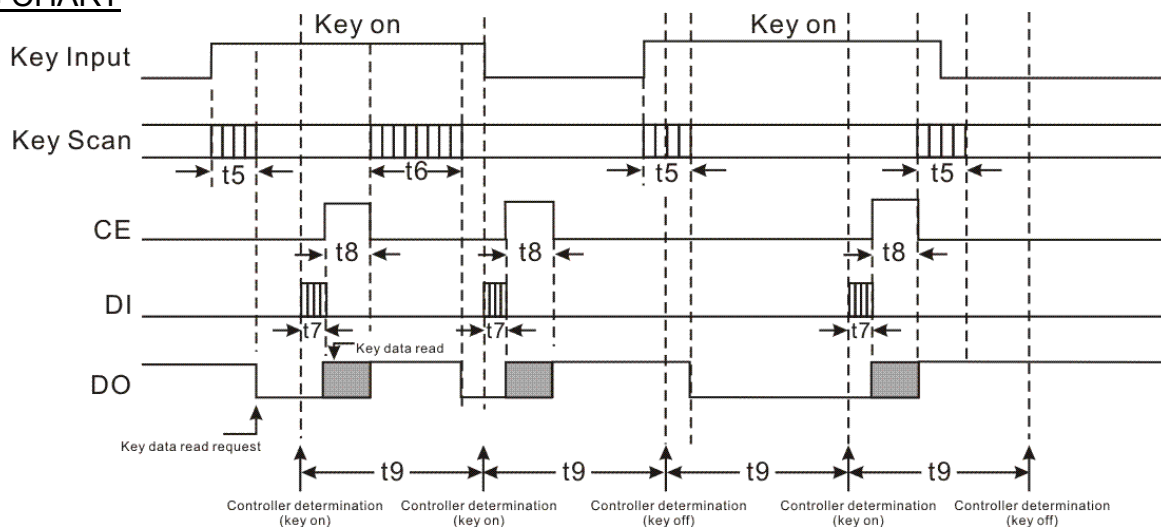 CHART
Key on Key on
Key Input
Key Scan
t5 t6 t5 t5
CE
t8 t8 t8
DI
t7 t7 t7
Key data read
DO
Key data read request
t9 t9 t9 t9
Controller determination Controller determination Controller determination Controller determination Controller determination
(key on) (key on) (key off) (key on) (key off)